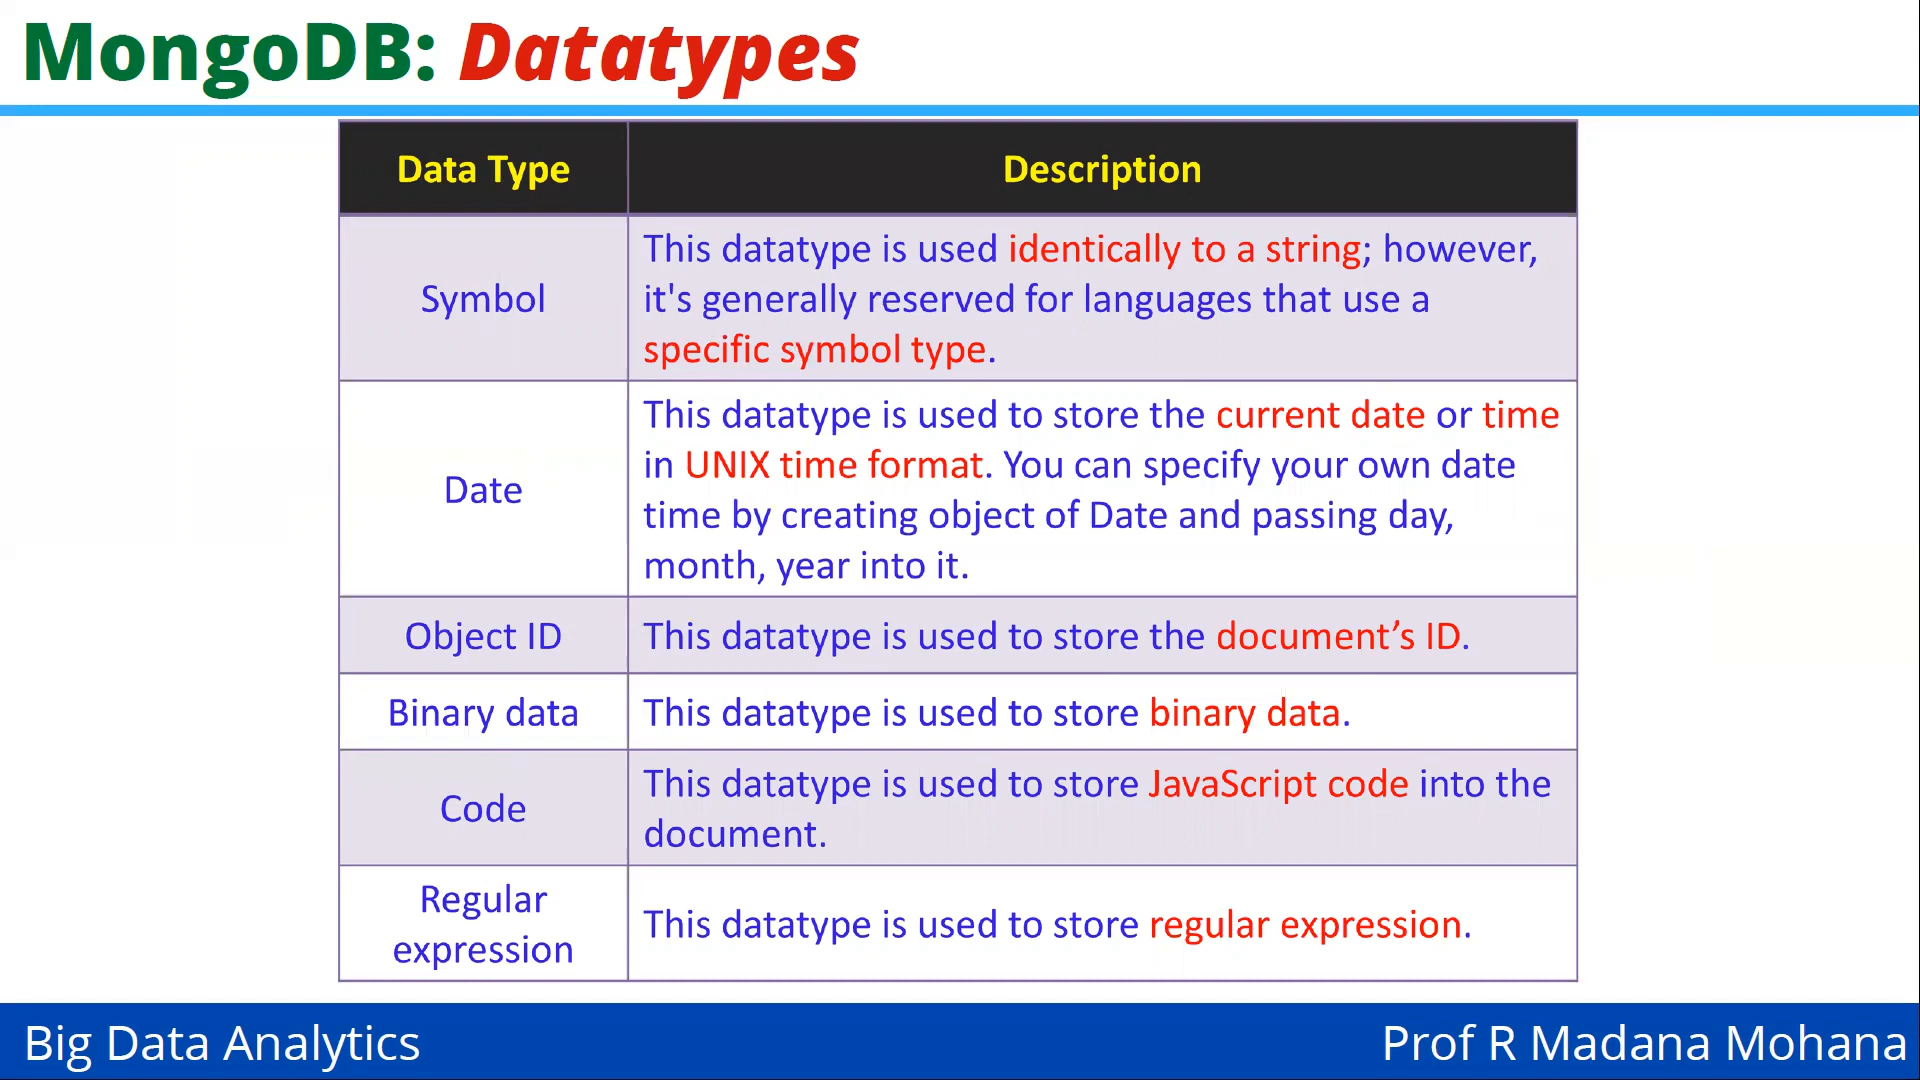 MongoDB: Datatypes
Data Type
Description
Symbol
This datatype is used identically to a string; however,
it's generally reserved for languages that use a
specific symbol type.
Date
This datatype is used to store the current date or time
in UNIX time format. You can specify your own date
time by creating object of Date and passing day,
month, year into it.
Object ID
This datatype is used to store the document’s ID.
Binary data
This datatype is used to store binary data.
Code
This datatype is used to store JavaScript code into the
document.
Regular
expression
This datatype is used to store regular expression.
Big Data Analytics
Prof R Madana Mohana